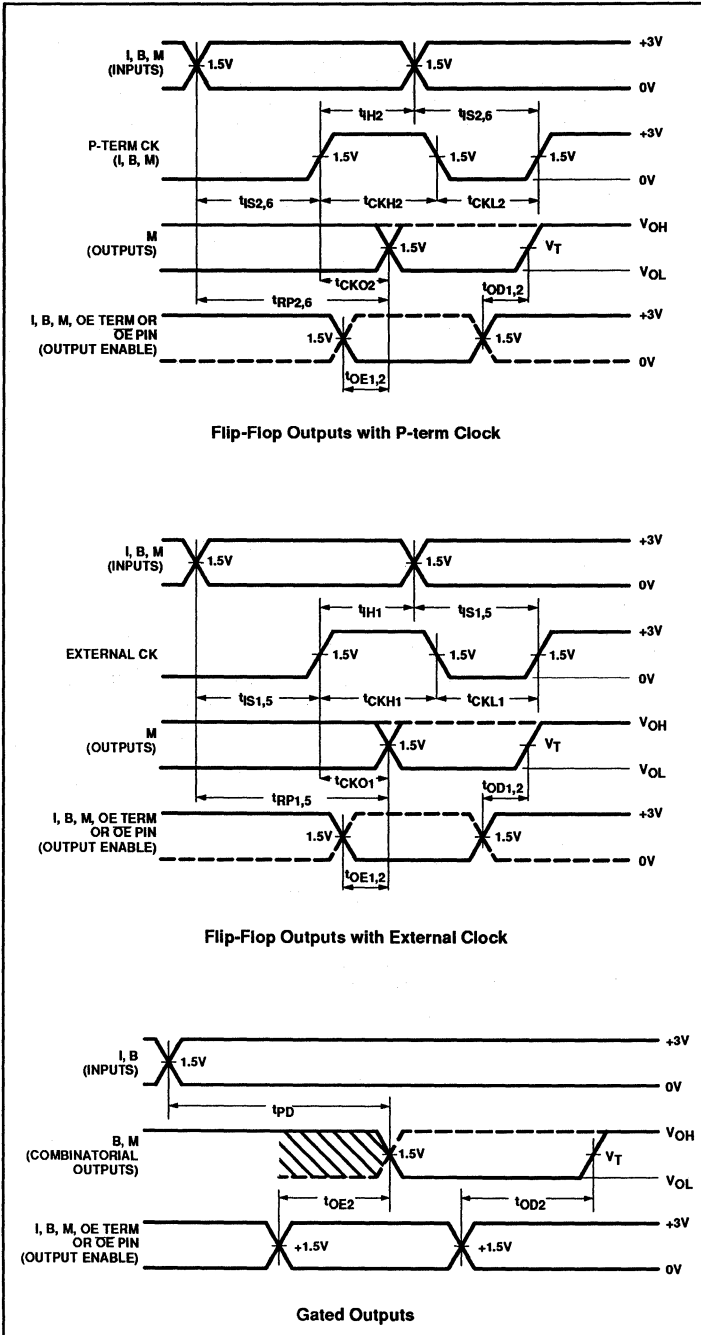 I, B, M
(INPUTS)
1.5V
1.5V
+3V
0V
tIH2
tIS2,6
P-TERM CK
(I, B, M)
1.5V
1.5V
1.5V
+3V
0V
tIS2,6
tCKH2
tCKL2
M
(OUTPUTS)
1.5V
VOH
VT
VOL
tCKO2
tOD1,2
tRP2,6
I, B, M, OE TERM OR
OE PIN
(OUTPUT ENABLE)
1.5V
1.5V
+3V
0V
tOE1,2
Flip-Flop Outputs with P-term Clock
I, B, M
(INPUTS)
1.5V
1.5V
+3V
0V
tIH1
tIS1,5
EXTERNAL CK
1.5V
1.5V
1.5V
+3V
0V
tIS1,5
tCKH1
tCKL1
M
(OUTPUTS)
1.5V
VOH
VT
VOL
tCKO1
tOD1,2
tRP1,5
I, B, M, OE TERM
OR OE PIN
(OUTPUT ENABLE)
1.5V
1.5V
+3V
0V
tOE1,2
Flip-Flop Outputs with External Clock
I, B
(INPUTS)
1.5V
+3V
0V
tPD
B, M
(COMBINATORIAL
OUTPUTS)
1.5V
VOH
VT
VOL
tOE2
tOD2
I, B, M, OE TERM
OR OE PIN
(OUTPUT ENABLE)
+1.5V
+1.5V
+3V
0V
Gated Outputs